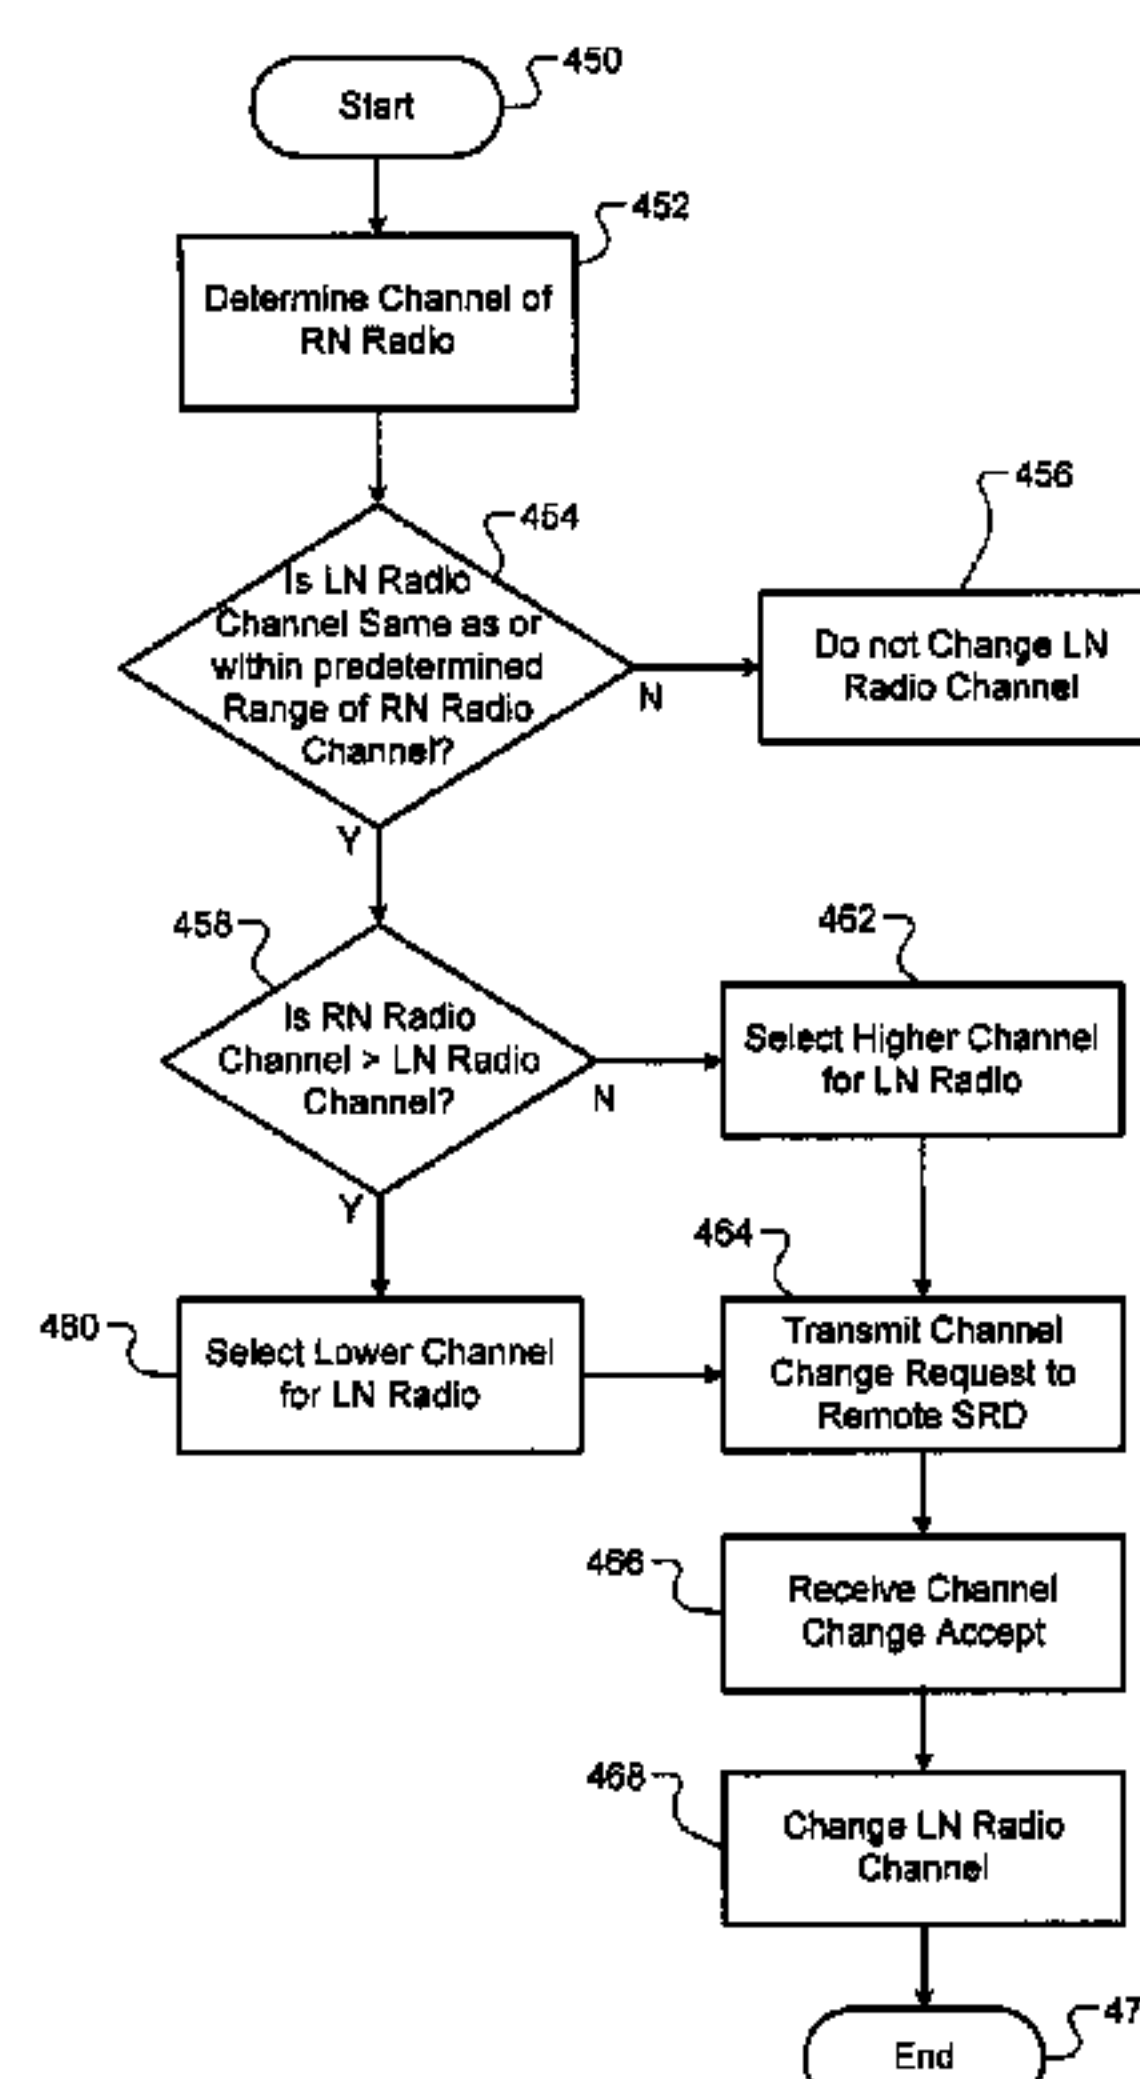 Start
450
Determine Channel of
RN Radio
452
Is LN Radio
Channel Same as or
within predetermined
Range of RN Radio
Channel?
454
N
Y
Do not Change LN
Radio Channel
456
Is RN Radio
Channel > LN Radio
Channel?
458
N
Y
Select Higher Channel
for LN Radio
462
Select Lower Channel
for LN Radio
460
Transmit Channel
Change Request to
Remote SRD
464
Receive Channel
Change Accept
466
Change LN Radio
Channel
468
End
47